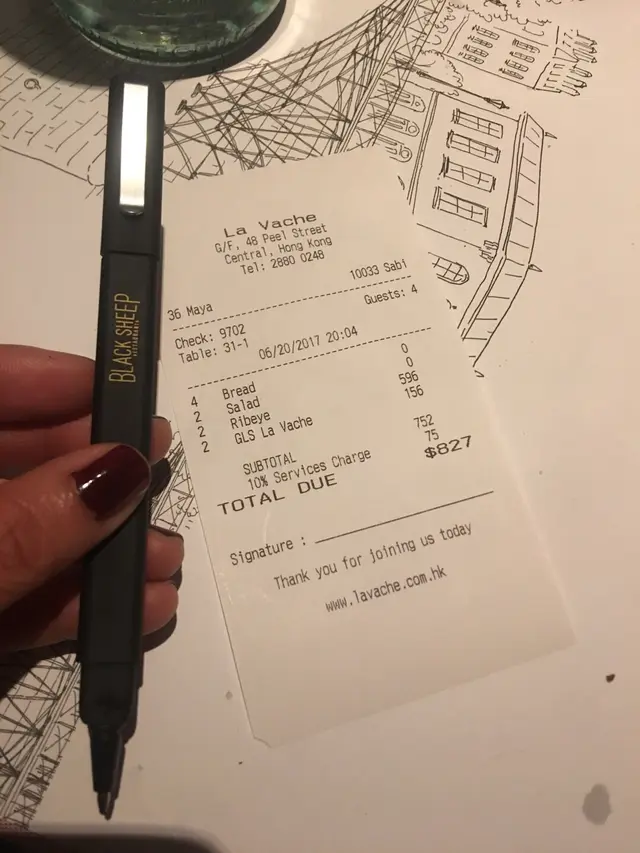 La Vache
G/F, 48 Peel Street
Central, Hong Kong
Tel: 2880 0248
10033 Sabi
36 Maya
Guests: 4
Check: 9702
Table: 31-1
06/20/2017 20:04
4 Bread 0
2 Salad 0
2 Ribeye 596
2 GLS La Vache 156
SUBTOTAL 752
10% Services Charge 75
TOTAL DUE $827
Signature :
Thank you for joining us today
www.lavache.com.hk
BLACK SHEEP
RESTAURANTS